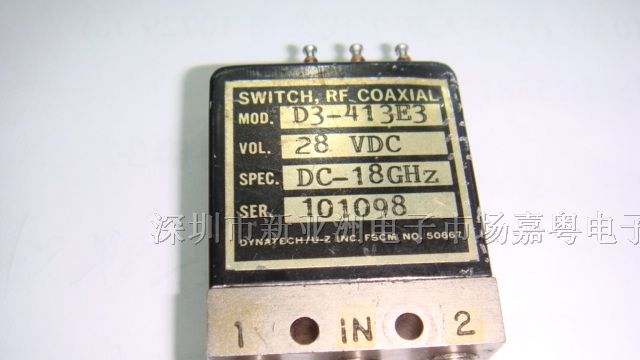 SWITCH, RF COAXIAL
MOD. D3-413E3
VOL. 28 VDC
SPEC. DC-18GHz
SER. 101098
深圳市新亚洲电子市场嘉粤电子
DYNATECH/U-Z INC. FSCM NO. 50667
1 IN 2